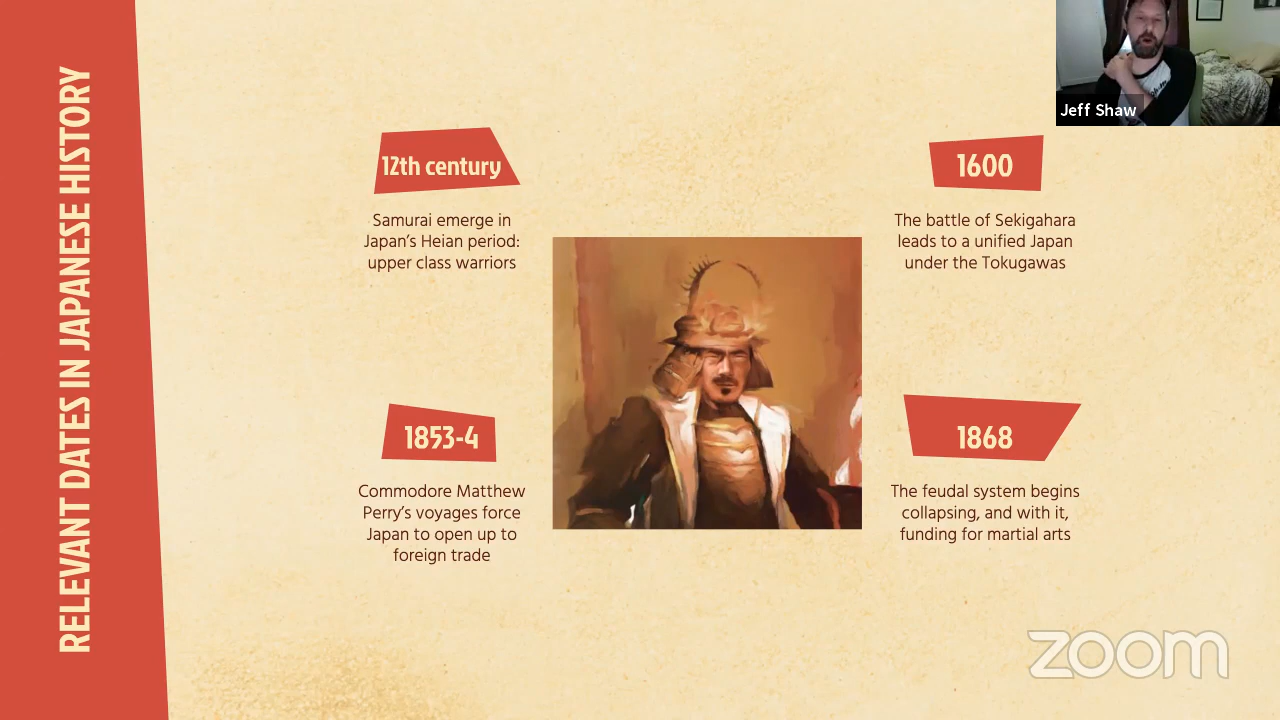 RELEVANT DATES IN JAPANESE HISTORY
12th century
Samurai emerge in
Japan's Heian period:
upper class warriors
1600
The battle of Sekigahara
leads to a unified Japan
under the Tokugawas
1853-4
Commodore Matthew
Perry's voyages force
Japan to open up to
foreign trade
1868
The feudal system begins
collapsing, and with it,
funding for martial arts
Jeff Shaw
zoom